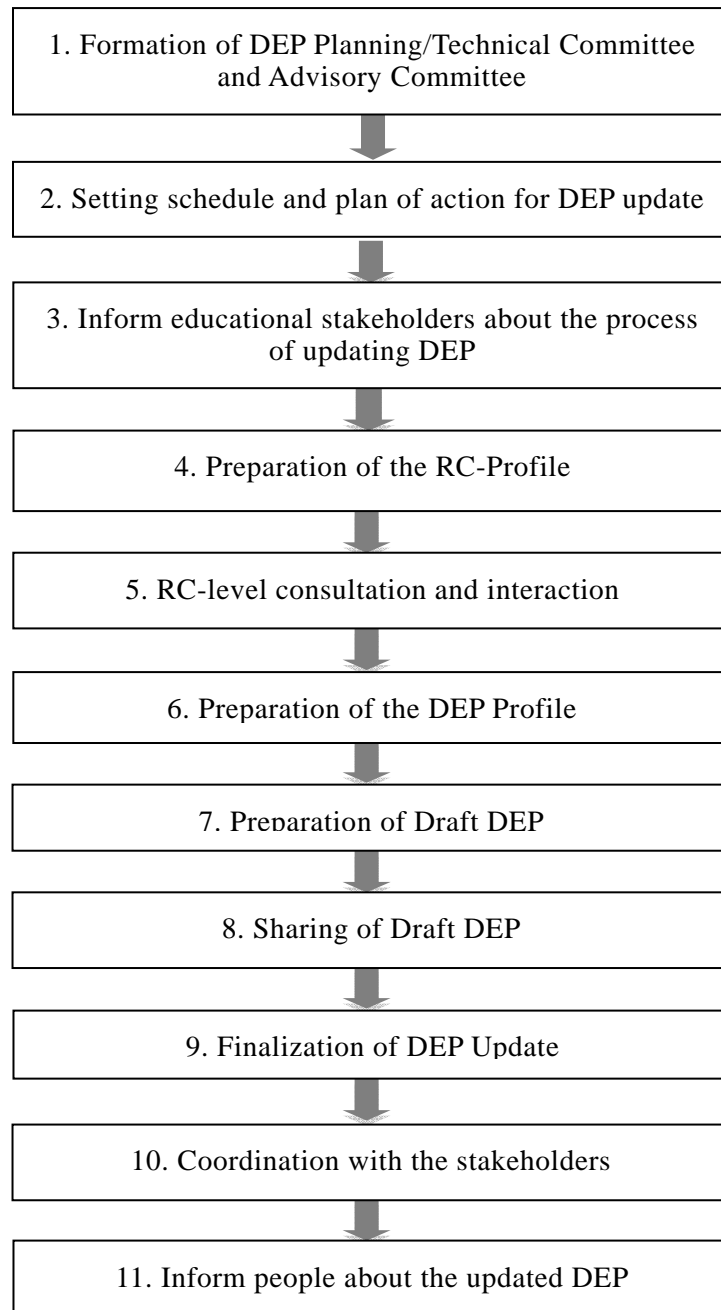 1. Formation of DEP Planning/Technical Committee
and Advisory Committee
2. Setting schedule and plan of action for DEP update
3. Inform educational stakeholders about the process
of updating DEP
4. Preparation of the RC-Profile
5. RC-level consultation and interaction
6. Preparation of the DEP Profile
7. Preparation of Draft DEP
8. Sharing of Draft DEP
9. Finalization of DEP Update
10. Coordination with the stakeholders
11. Inform people about the updated DEP